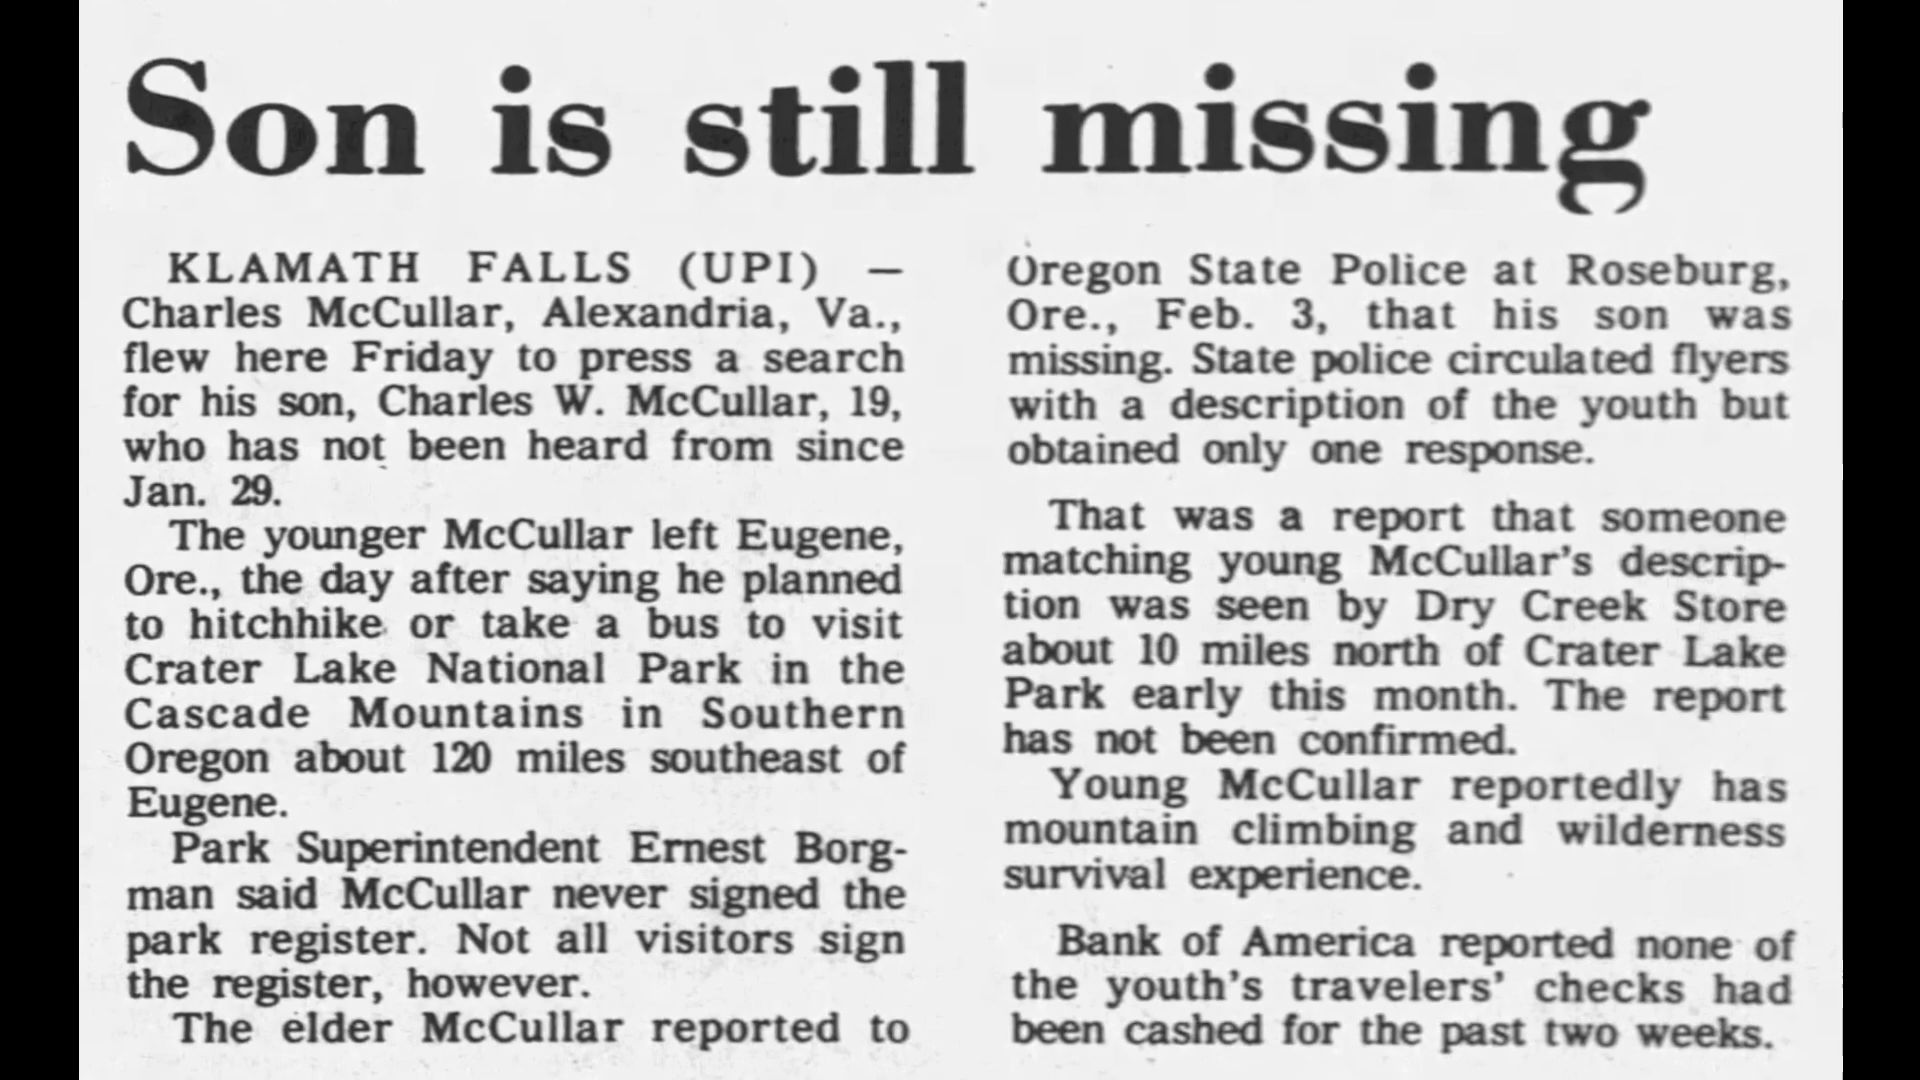 Son is still missing
KLAMATH FALLS (UPI) —
Charles McCullar, Alexandria, Va.,
flew here Friday to press a search
for his son, Charles W. McCullar, 19,
who has not been heard from since
Jan. 29.
The younger McCullar left Eugene,
Ore., the day after saying he planned
to hitchhike or take a bus to visit
Crater Lake National Park in the
Cascade Mountains in Southern
Oregon about 120 miles southeast of
Eugene.
Park Superintendent Ernest Borg-
man said McCullar never signed the
park register. Not all visitors sign
the register, however.
The elder McCullar reported to
Oregon State Police at Roseburg,
Ore., Feb. 3, that his son was
missing. State police circulated flyers
with a description of the youth but
obtained only one response.
That was a report that someone
matching young McCullar's descrip-
tion was seen by Dry Creek Store
about 10 miles north of Crater Lake
Park early this month. The report
has not been confirmed.
Young McCullar reportedly has
mountain climbing and wilderness
survival experience.
Bank of America reported none of
the youth's travelers' checks had
been cashed for the past two weeks.